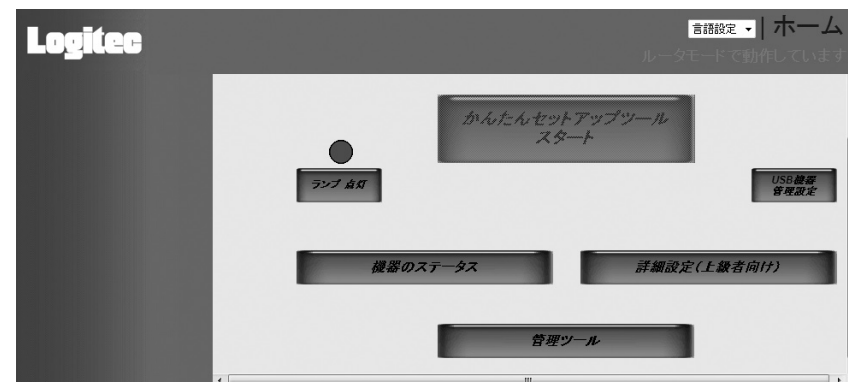 Logitec
言語設定
|ホーム
ルータモードで動作しています
かんたんセットアップツール
スタート
ランプ 点灯
USB機器
管理設定
機器のステータス
詳細設定(上級者向け)
管理ツール